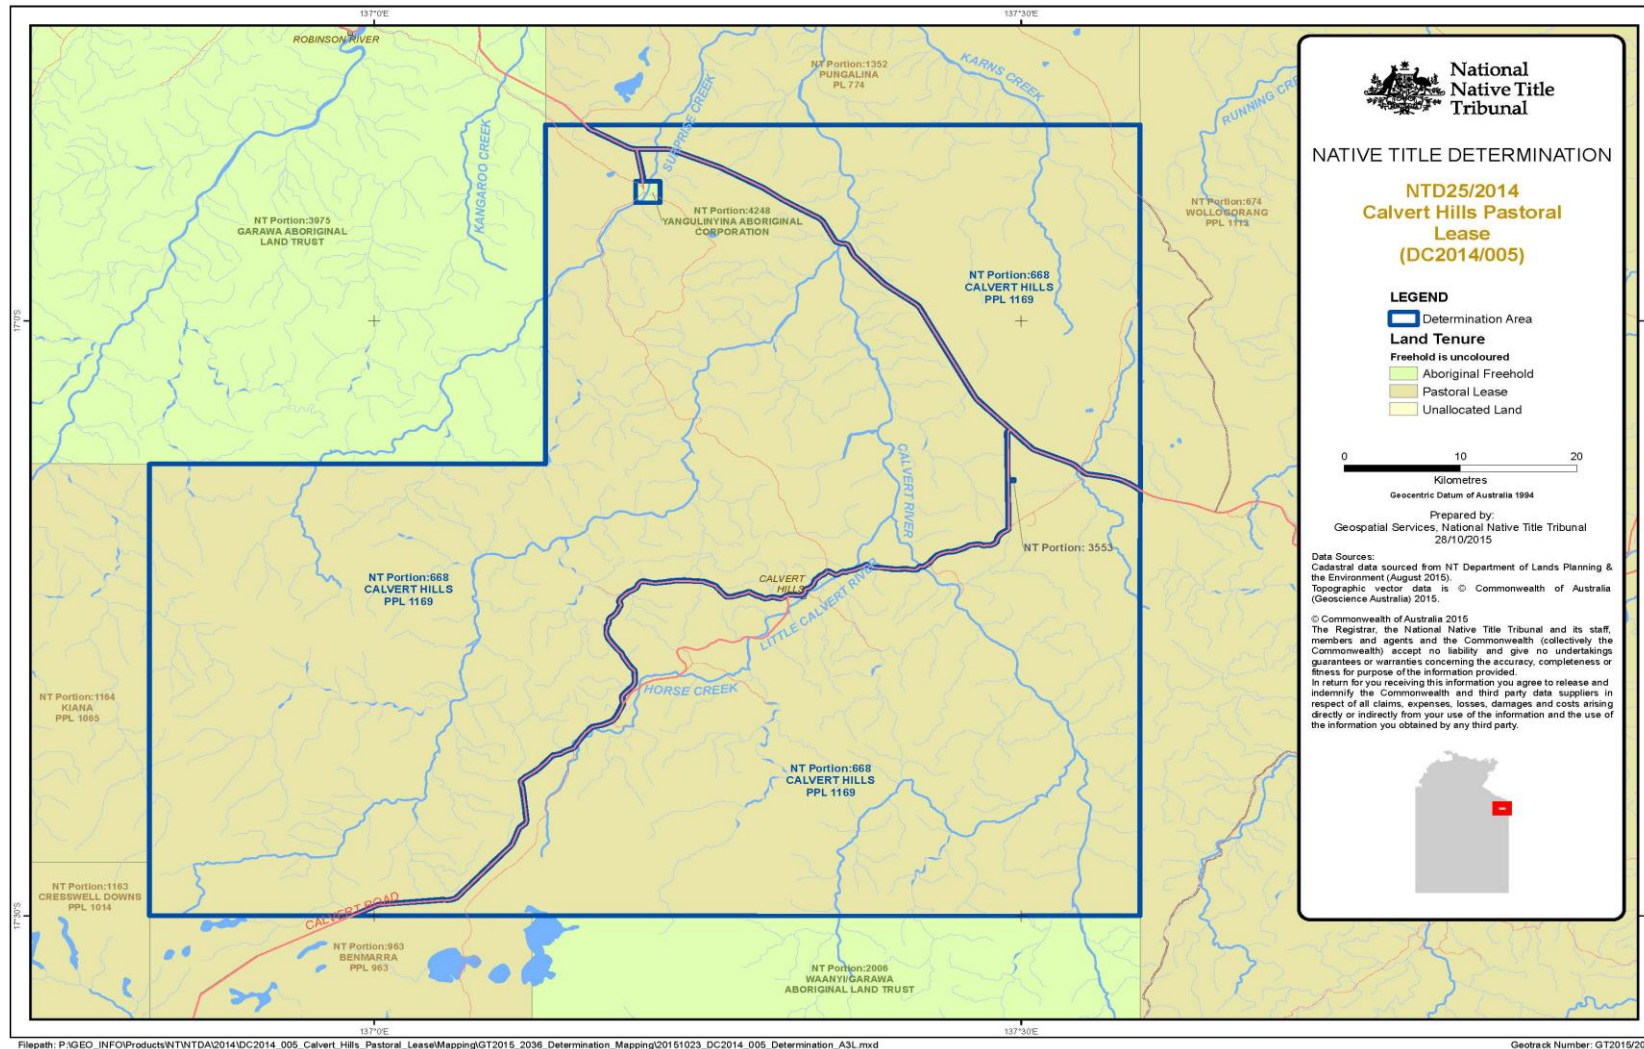 137°0'E
137°30'E
ROBINSON RIVER
NT Portion:1352
PUNGALINA
PL 774
KARNS CREEK
SURPRISE CREEK
KANGAROO CREEK
NT Portion:3975
GARAWA ABORIGINAL
LAND TRUST
NT Portion:4248
YANGULINYINA ABORIGINAL
CORPORATION
NT Portion:674
WOLLOGORANG
PPL 1113
NT Portion:668
CALVERT HILLS
PPL 1169
17°0'S
CALVERT RIVER
NT Portion: 3553
NT Portion:668
CALVERT HILLS
PPL 1169
CALVERT
HILLS
LITTLE CALVERT RIVER
HORSE CREEK
NT Portion:1164
KIANA
PPL 1065
NT Portion:668
CALVERT HILLS
PPL 1169
NT Portion:1163
CRESSWELL DOWNS
PPL 1014
CALVERT ROAD
17°30'S
NT Portion:963
BENMARRA
PPL 963
NT Portion:2006
WAANYI/GARAWA
ABORIGINAL LAND TRUST
137°0'E
137°30'E
National
Native Title
Tribunal
NATIVE TITLE DETERMINATION
NTD25/2014
Calvert Hills Pastoral
Lease
(DC2014/005)
LEGEND
Determination Area
Land Tenure
Freehold is uncoloured
Aboriginal Freehold
Pastoral Lease
Unallocated Land
0 10 20
Kilometres
Geocentric Datum of Australia 1994
Prepared by:
Geospatial Services, National Native Title Tribunal
28/10/2015
Data Sources:
Cadastral data sourced from NT Department of Lands Planning &
the Environment (August 2015).
Topographic vector data is © Commonwealth of Australia
(Geoscience Australia) 2015.
© Commonwealth of Australia 2015
The Registrar, the National Native Title Tribunal and its staff,
members and agents and the Commonwealth (collectively the
Commonwealth) accept no liability and give no undertakings
guarantees or warranties concerning the accuracy, completeness or
fitness for purpose of the information provided.
In return for you receiving this information you agree to release and
indemnify the Commonwealth and third party data suppliers in
respect of all claims, expenses, losses, damages and costs arising
directly or indirectly from your use of the information and the use of
the information you obtained by any third party.
RUNNING
Filepath: P:\GEO_INFO\Products\NT\NTDA\2014\DC2014_005_Calvert_Hills_Pastoral_Lease\Mapping\GT2015_2036_Determination_Mapping\20151023_DC2014_005_Determination_A3L.mxd
Geotrack Number: GT2015/20